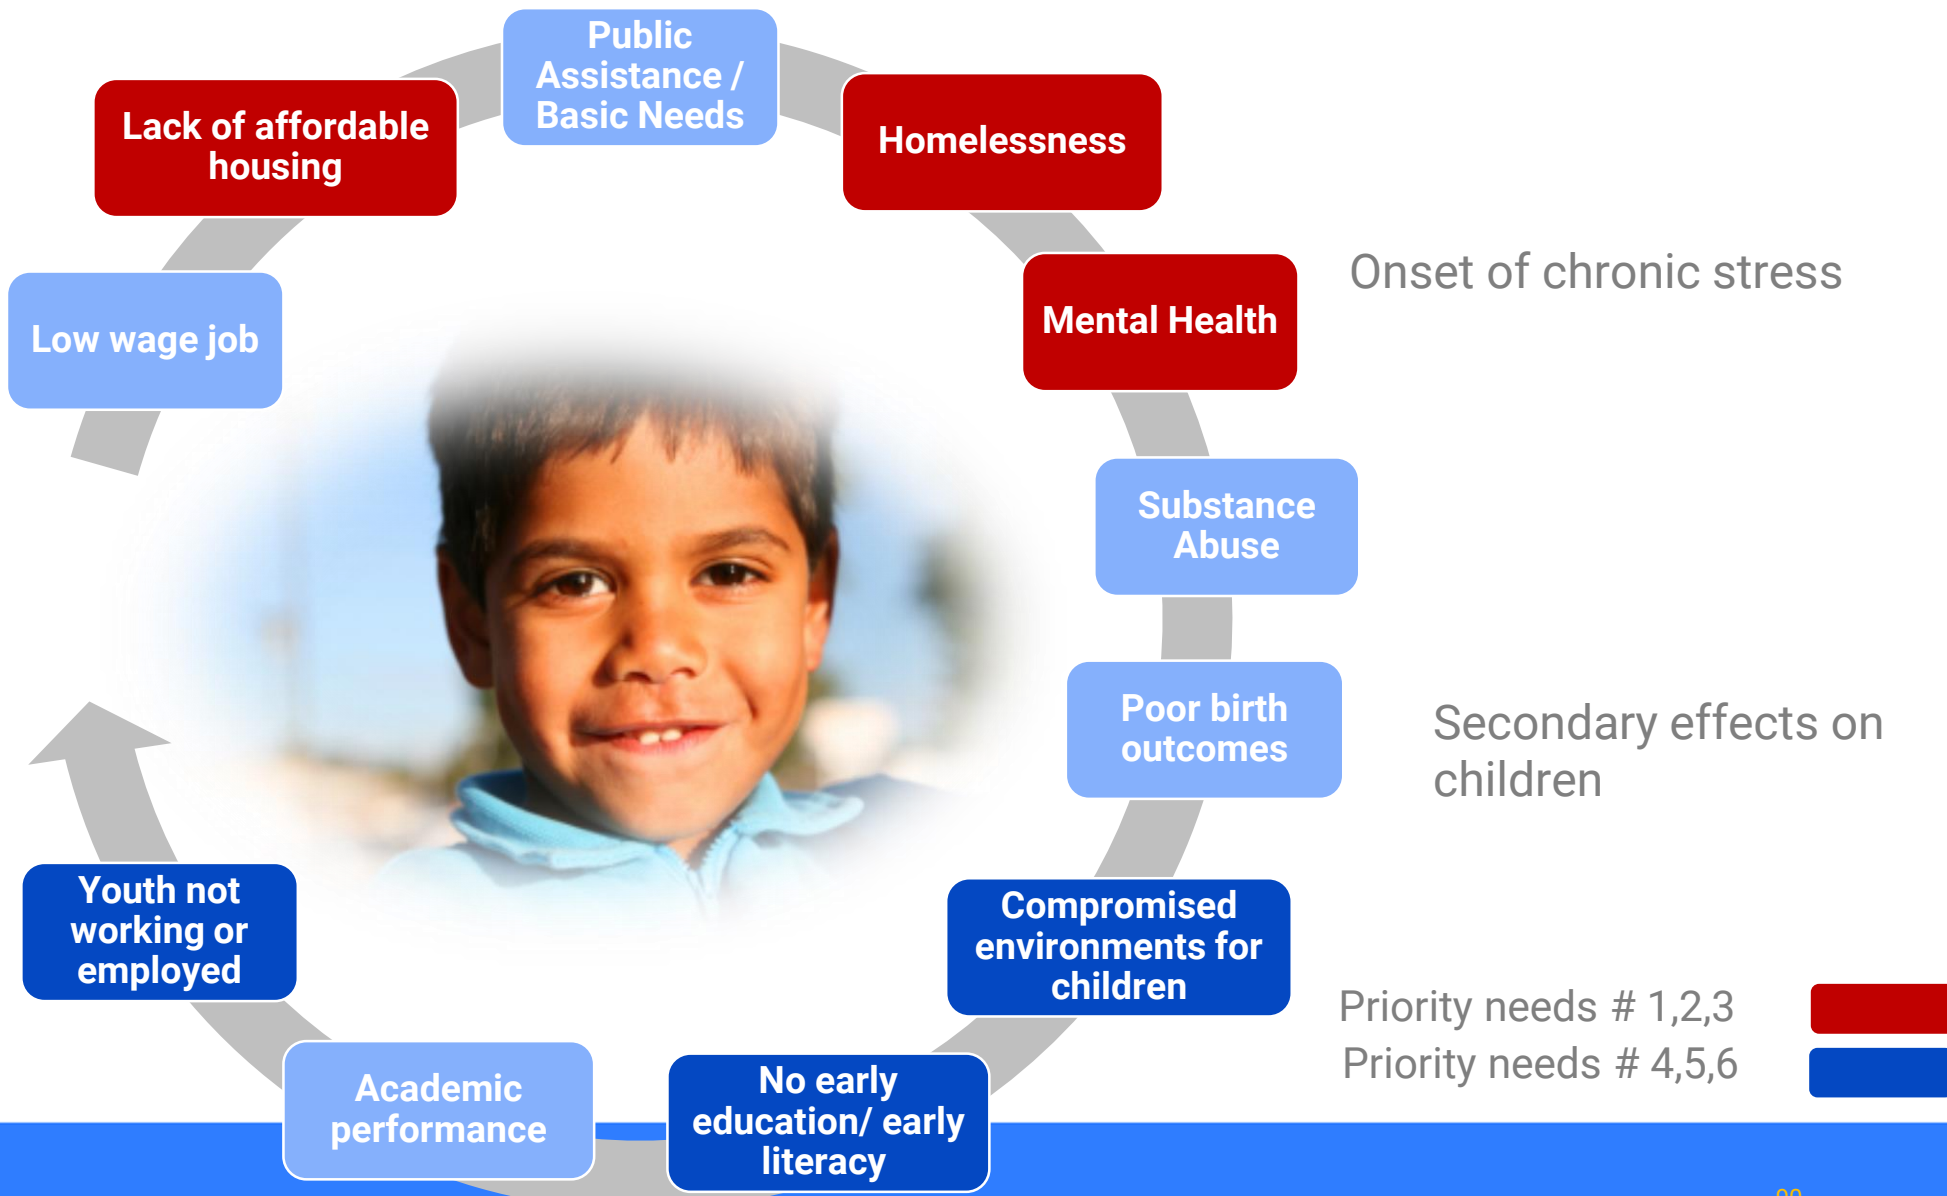 Public
Assistance /
Basic Needs
Lack of affordable
housing
Homelessness
Onset of chronic stress
Mental Health
Low wage job
Substance
Abuse
Poor birth
outcomes
Secondary effects on
children
Youth not
working or
employed
Compromised
environments for
children
Priority needs # 1,2,3
Priority needs # 4,5,6
No early
education/ early
literacy
Academic
performance